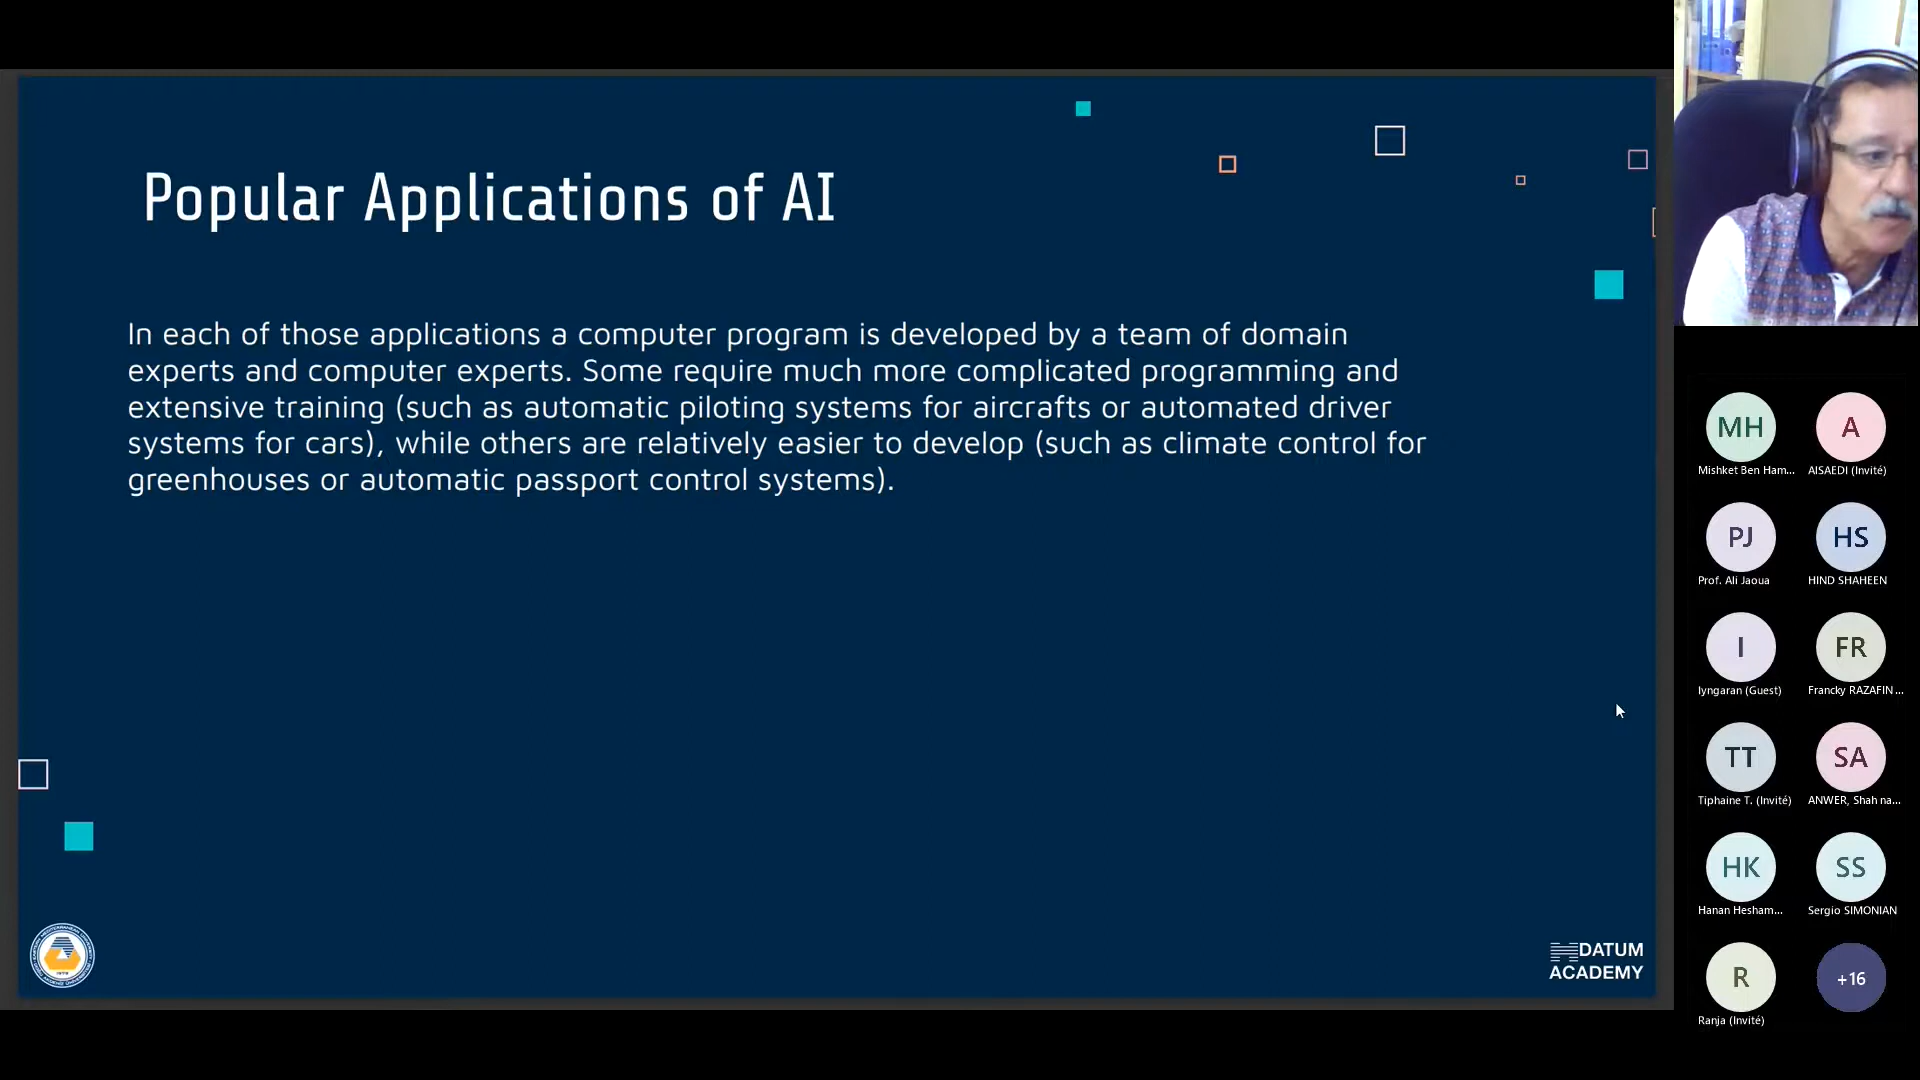 Popular Applications of AI
In each of those applications a computer program is developed by a team of domain
experts and computer experts. Some require much more complicated programming and
extensive training (such as automatic piloting systems for aircrafts or automated driver
systems for cars), while others are relatively easier to develop (such as climate control for
greenhouses or automatic passport control systems).
DATUM
ACADEMY
MH
Mishket Ben Ham...
A
AISAEDI (Invité)
PJ
Prof. Ali Jaoua
HS
HIND SHAHEEN
I
Iyngaran (Guest)
FR
Francky RAZAFIN...
TT
Tiphaine T. (Invité)
SA
ANWER, Shah na...
HK
Hanan Hesham...
SS
Sergio SIMONIAN
R
Ranja (Invité)
+16